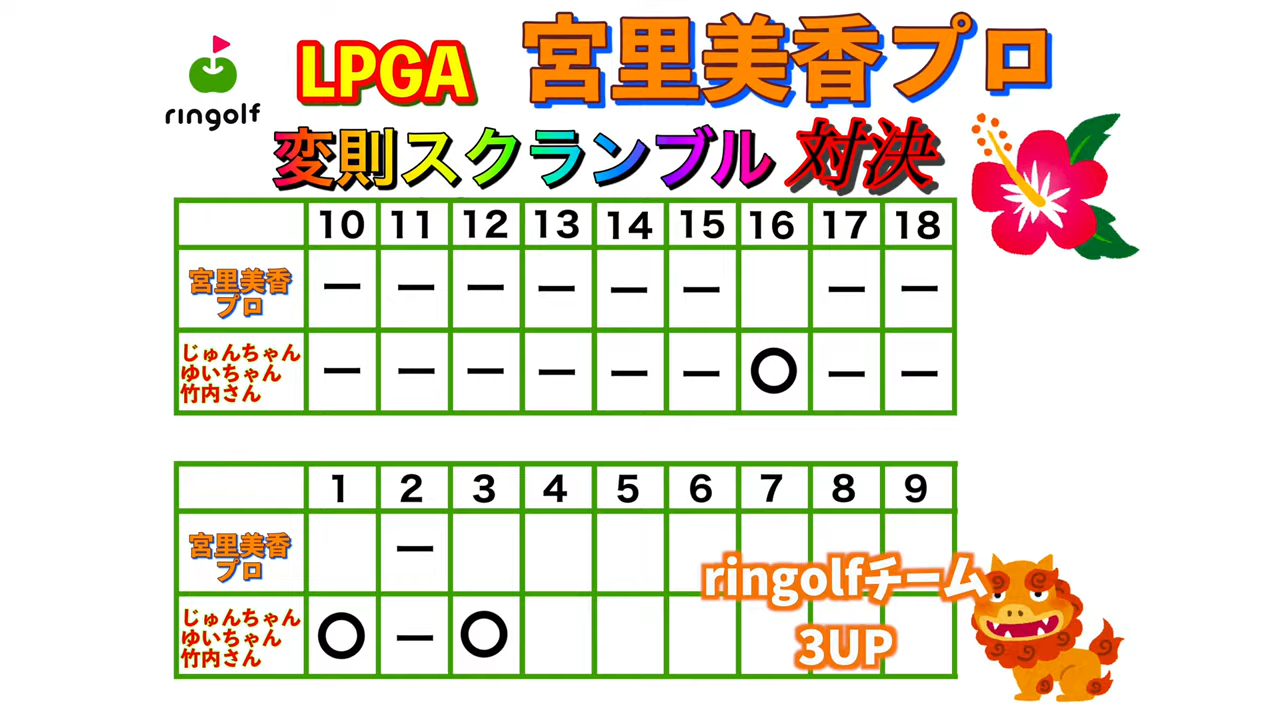 ringolf
LPGA
宮里美香プロ
変則スクランブル 対決
10 11 12 13 14 15 16 17 18
宮里美香
プロ
— — — — — — — —
じゅんちゃん
ゆいちゃん
竹内さん
— — — — — — ○ — —
1 2 3 4 5 6 7 8 9
宮里美香
プロ
—
じゅんちゃん
ゆいちゃん
竹内さん
○ — ○
ringolfチーム
3UP